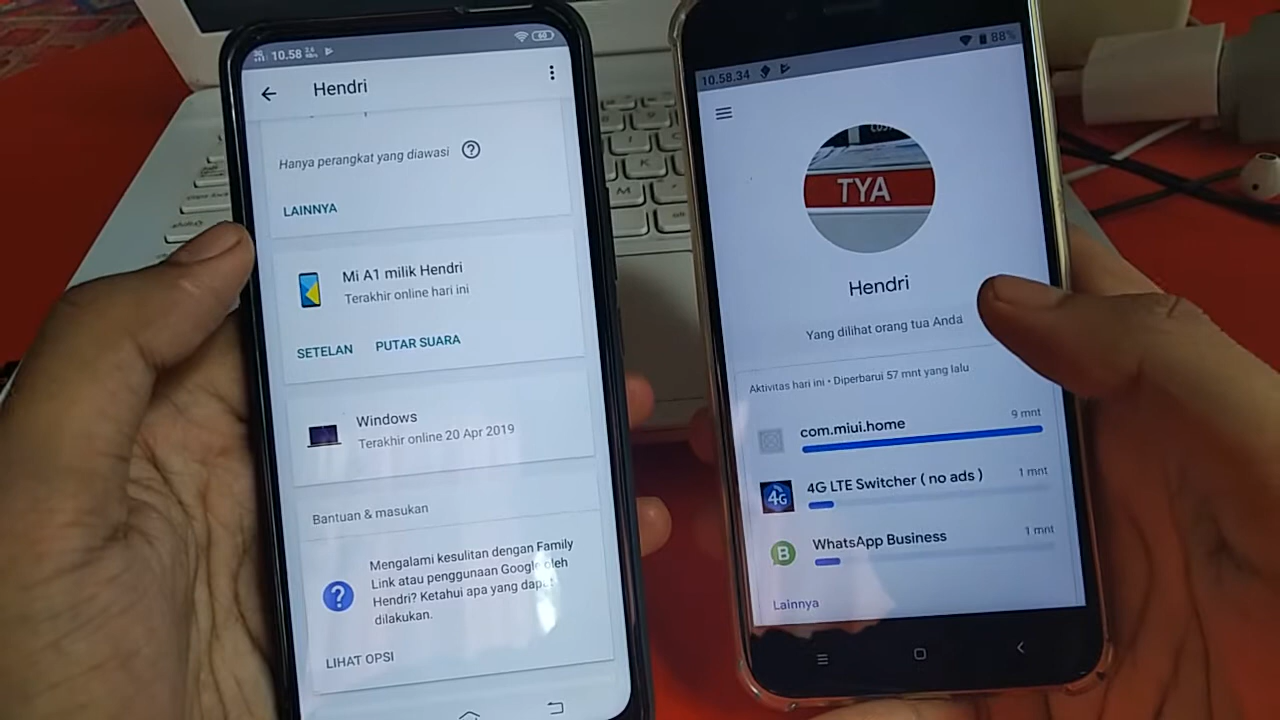 10.58
Hendri
Hanya perangkat yang diawasi
LAINNYA
Mi A1 milik Hendri
Terakhir online hari ini
SETELAN PUTAR SUARA
Windows
Terakhir online 20 Apr 2019
Bantuan & masukan
Mengalami kesulitan dengan Family
Link atau penggunaan Google oleh
Hendri? Ketahui apa yang dapat
dilakukan.
LIHAT OPSI
10.58.34
88%
TYA
Hendri
Yang dilihat orang tua Anda
Aktivitas hari ini • Diperbarui 57 mnt yang lalu
com.miui.home 9 mnt
4G
4G LTE Switcher ( no ads ) 1 mnt
B
WhatsApp Business 1 mnt
Lainnya